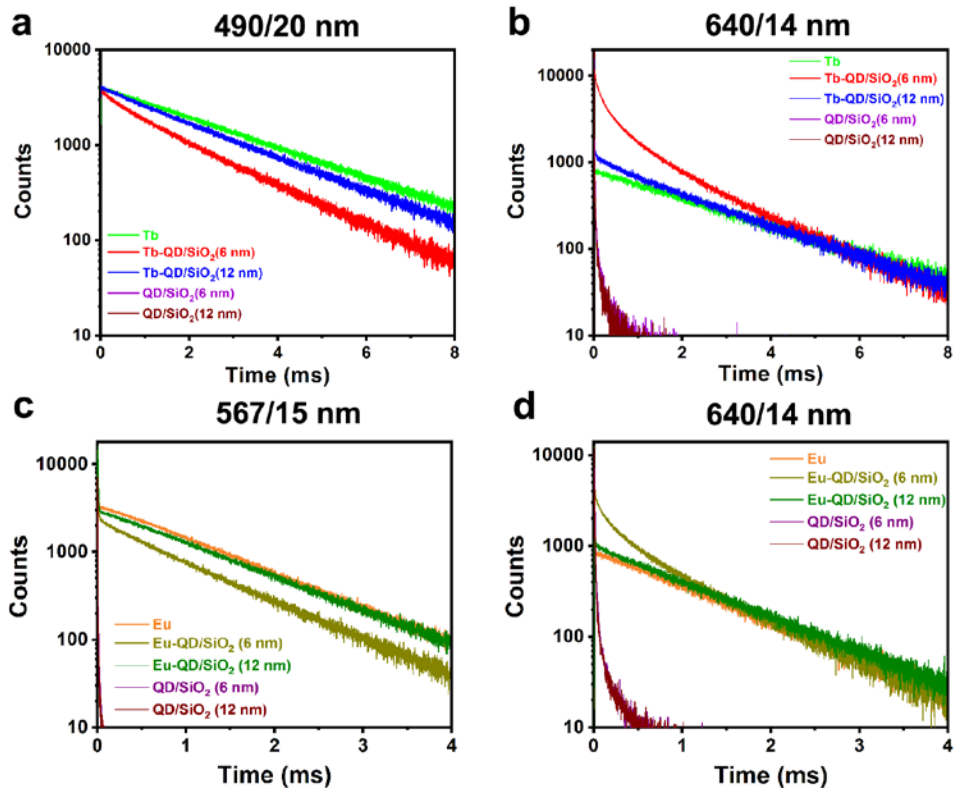 a
490/20 nm
10000
1000
100
10
Counts
Tb
Tb-QD/SiO₂(6 nm)
Tb-QD/SiO₂(12 nm)
QD/SiO₂(6 nm)
QD/SiO₂(12 nm)
0 2 4 6 8
Time (ms)
b
640/14 nm
10000
1000
100
10
Counts
Tb
Tb-QD/SiO₂(6 nm)
Tb-QD/SiO₂(12 nm)
QD/SiO₂(6 nm)
QD/SiO₂(12 nm)
0 2 4 6 8
Time (ms)
c
567/15 nm
10000
1000
100
10
Counts
Eu
Eu-QD/SiO₂ (6 nm)
Eu-QD/SiO₂ (12 nm)
QD/SiO₂ (6 nm)
QD/SiO₂ (12 nm)
0 1 2 3 4
Time (ms)
d
640/14 nm
10000
1000
100
10
Counts
Eu
Eu-QD/SiO₂ (6 nm)
Eu-QD/SiO₂ (12 nm)
QD/SiO₂ (6 nm)
QD/SiO₂ (12 nm)
0 1 2 3 4
Time (ms)